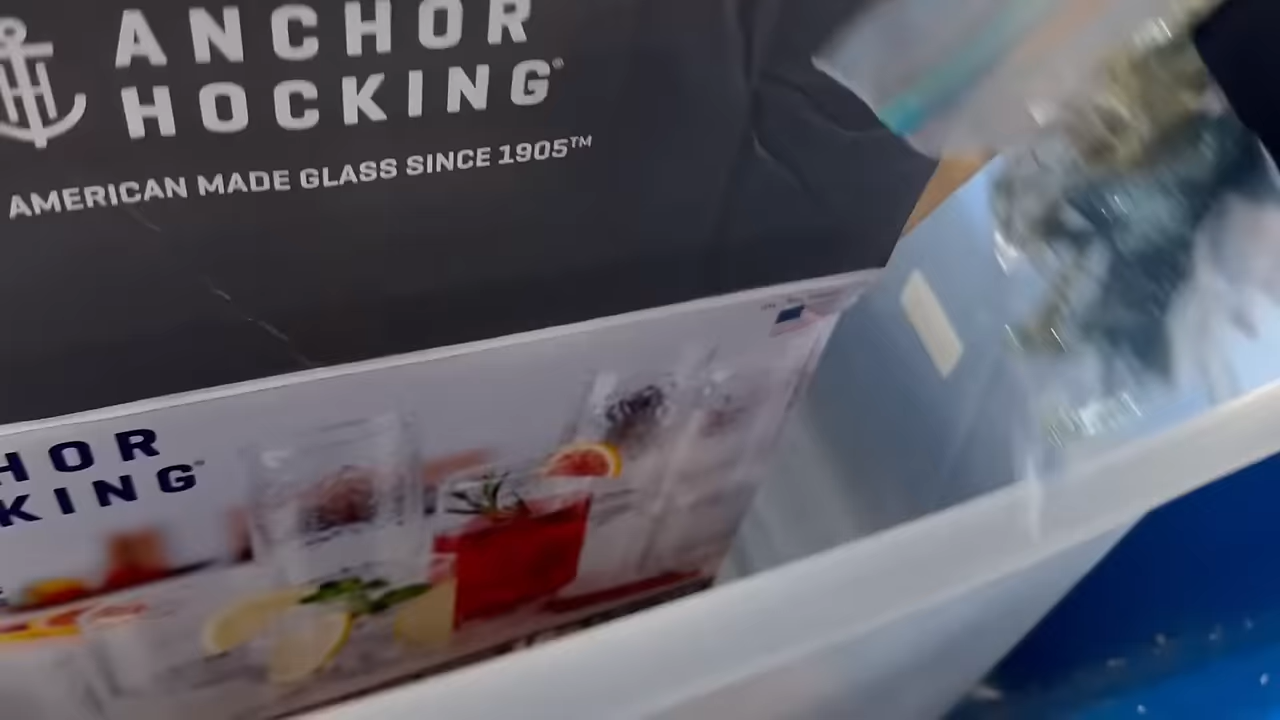 ANCHOR
HOCKING®
AMERICAN MADE GLASS SINCE 1905™
HOR
KING®